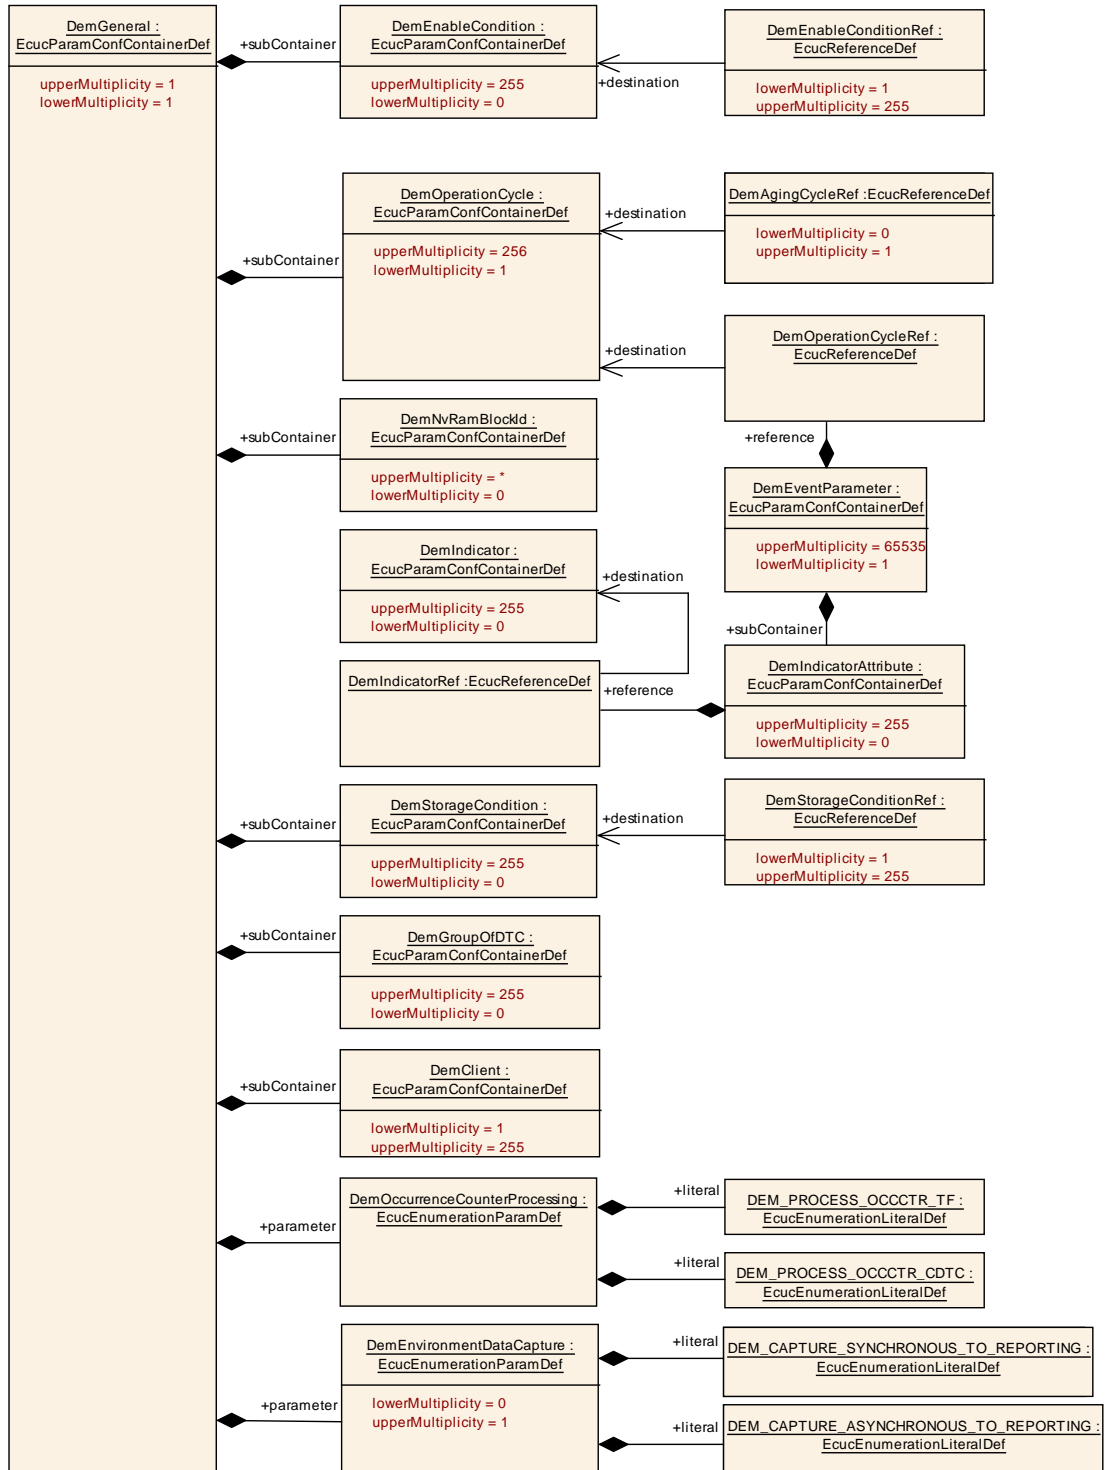 DemGeneral :
EcucParamConfContainerDef
upperMultiplicity = 1
lowerMultiplicity = 1
+subContainer
DemEnableCondition :
EcucParamConfContainerDef
upperMultiplicity = 255
lowerMultiplicity = 0
+destination
DemEnableConditionRef :
EcucReferenceDef
lowerMultiplicity = 1
upperMultiplicity = 255
+subContainer
DemOperationCycle :
EcucParamConfContainerDef
upperMultiplicity = 256
lowerMultiplicity = 1
+destination
DemAgingCycleRef :EcucReferenceDef
lowerMultiplicity = 0
upperMultiplicity = 1
+destination
DemOperationCycleRef :
EcucReferenceDef
+subContainer
DemNvRamBlockId :
EcucParamConfContainerDef
upperMultiplicity = *
lowerMultiplicity = 0
+reference
DemEventParameter :
EcucParamConfContainerDef
upperMultiplicity = 65535
lowerMultiplicity = 1
DemIndicator :
EcucParamConfContainerDef
upperMultiplicity = 255
lowerMultiplicity = 0
+destination
+subContainer
DemIndicatorRef :EcucReferenceDef
+reference
DemIndicatorAttribute :
EcucParamConfContainerDef
upperMultiplicity = 255
lowerMultiplicity = 0
+subContainer
DemStorageCondition :
EcucParamConfContainerDef
upperMultiplicity = 255
lowerMultiplicity = 0
+destination
DemStorageConditionRef :
EcucReferenceDef
lowerMultiplicity = 1
upperMultiplicity = 255
+subContainer
DemGroupOfDTC :
EcucParamConfContainerDef
upperMultiplicity = 255
lowerMultiplicity = 0
+subContainer
DemClient :
EcucParamConfContainerDef
lowerMultiplicity = 1
upperMultiplicity = 255
+parameter
DemOccurrenceCounterProcessing :
EcucEnumerationParamDef
+literal
DEM_PROCESS_OCCCTR_TF :
EcucEnumerationLiteralDef
+literal
DEM_PROCESS_OCCCTR_CDTC :
EcucEnumerationLiteralDef
+parameter
DemEnvironmentDataCapture :
EcucEnumerationParamDef
lowerMultiplicity = 0
upperMultiplicity = 1
+literal
DEM_CAPTURE_SYNCHRONOUS_TO_REPORTING :
EcucEnumerationLiteralDef
+literal
DEM_CAPTURE_ASYNCHRONOUS_TO_REPORTING :
EcucEnumerationLiteralDef